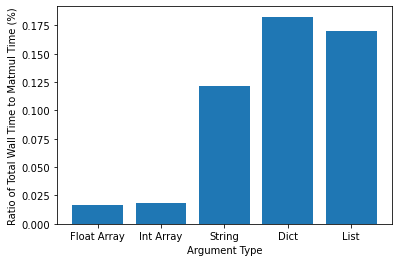 Ratio of Total Wall Time to Matmul Time (%)
0.175
0.150
0.125
0.100
0.075
0.050
0.025
0.000
Float Array Int Array String Dict List
Argument Type